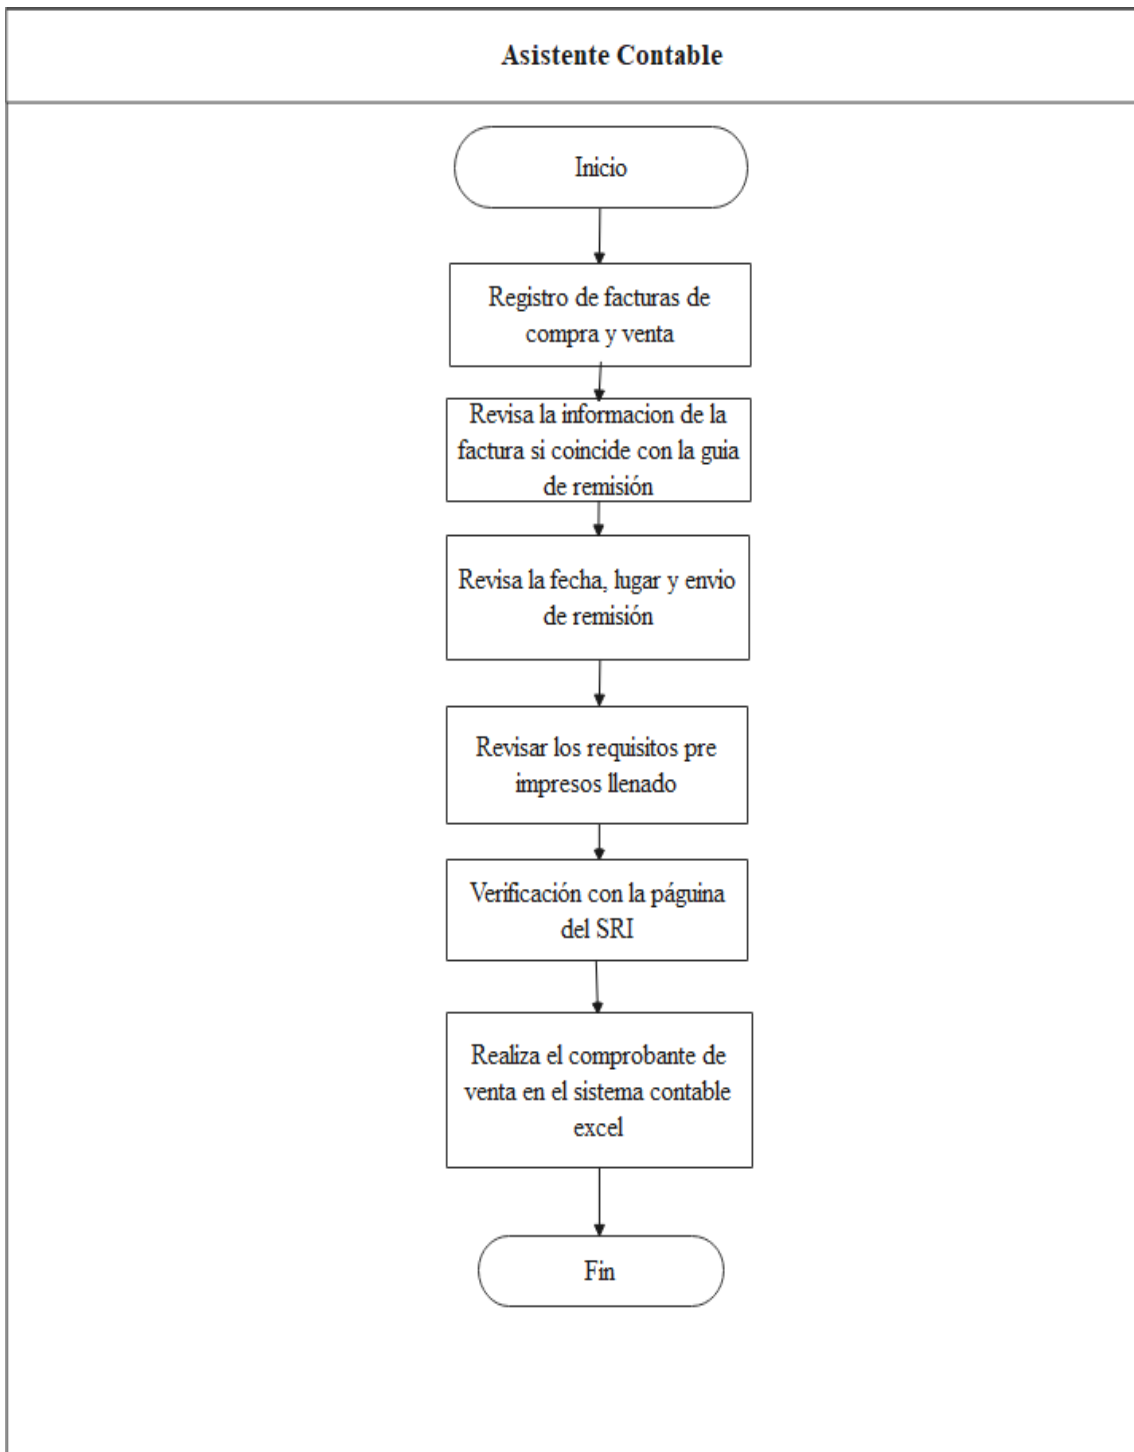 Asistente Contable
Inicio
Registro de facturas de
compra y venta
Revisa la informacion de la
factura si coincide con la guia
de remisión
Revisa la fecha, lugar y envio
de remisión
Revisar los requisitos pre
impresos llenado
Verificación con la páguina
del SRI
Realiza el comprobante de
venta en el sistema contable
excel
Fin